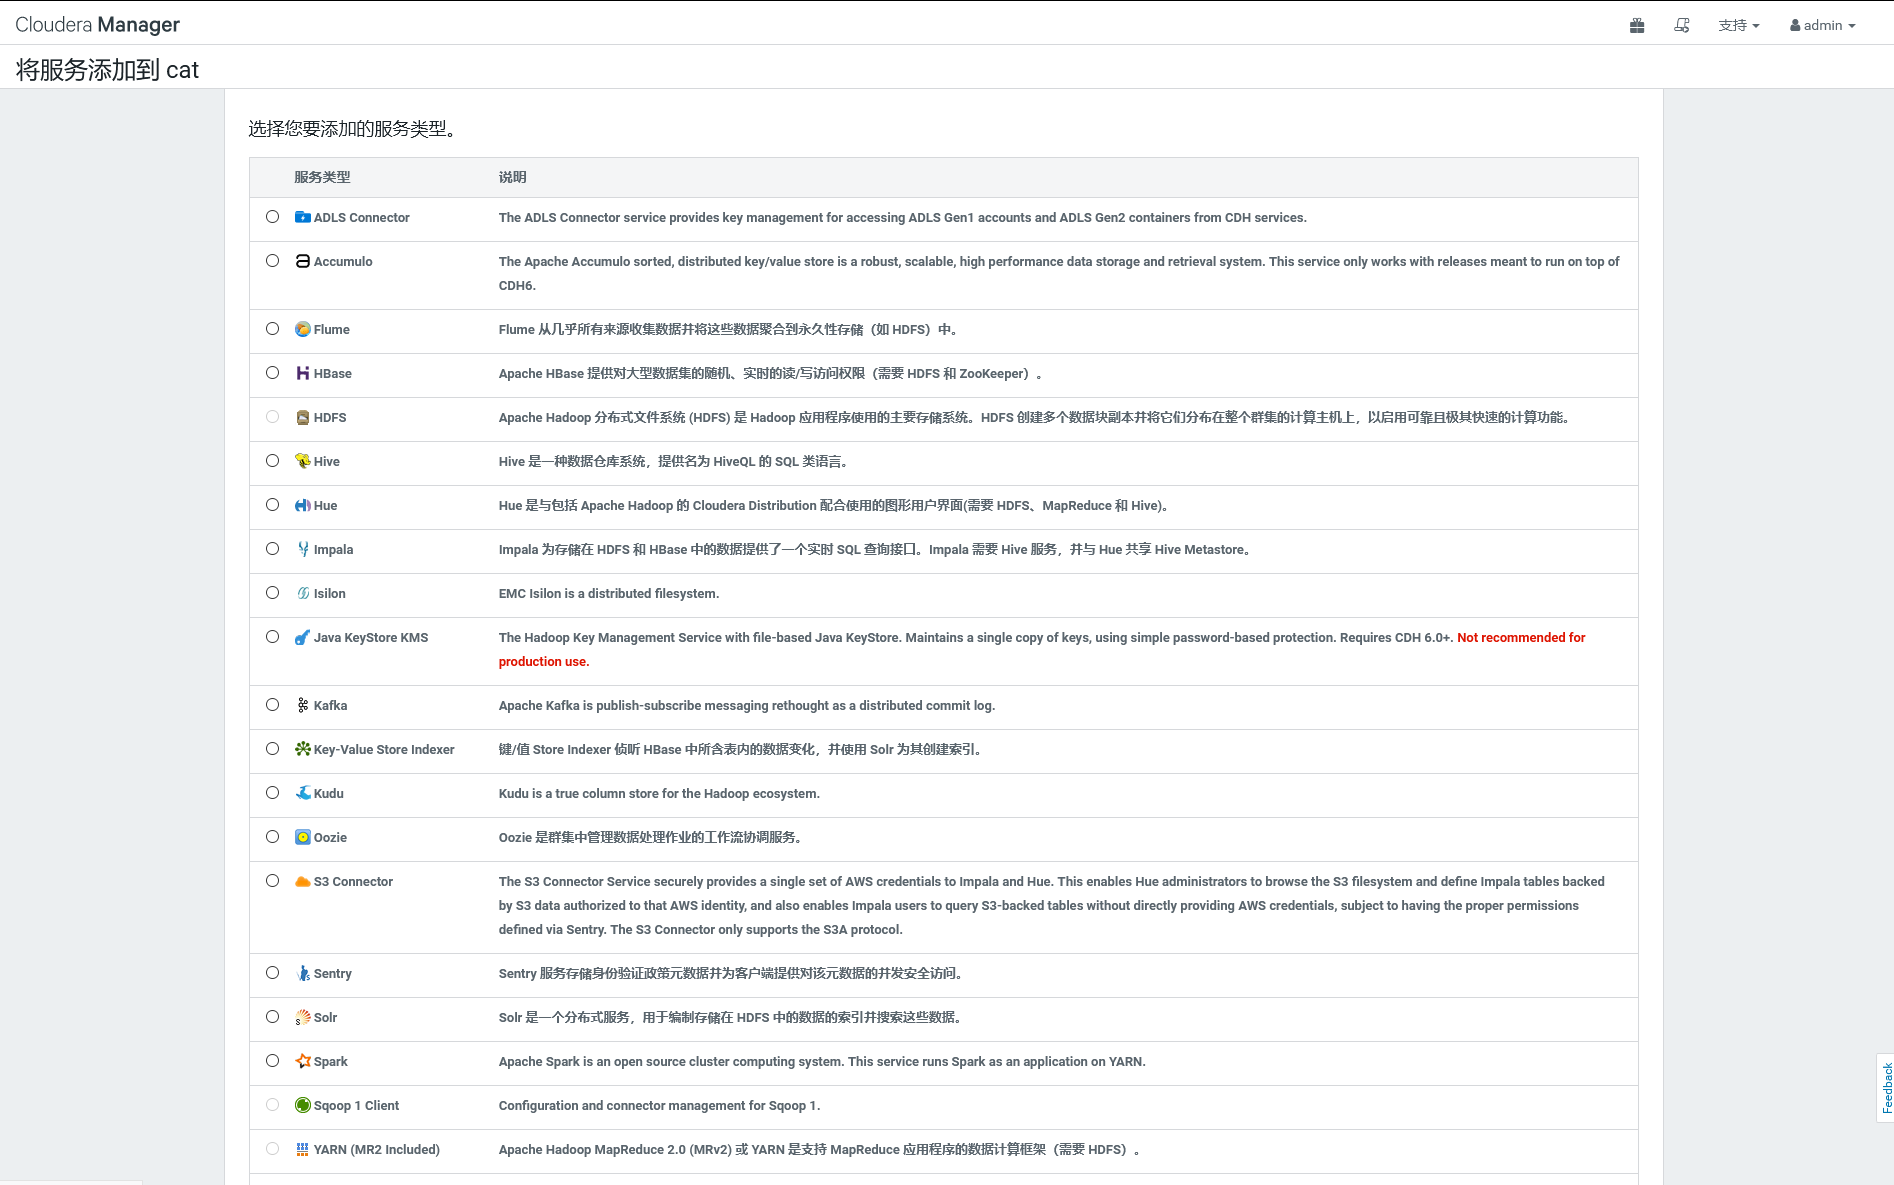 Cloudera Manager
支持
admin
将服务添加到 cat
选择您要添加的服务类型。
服务类型 说明
ADLS Connector The ADLS Connector service provides key management for accessing ADLS Gen1 accounts and ADLS Gen2 containers from CDH services.
Accumulo The Apache Accumulo sorted, distributed key/value store is a robust, scalable, high performance data storage and retrieval system. This service only works with releases meant to run on top of
CDH6.
Flume Flume 从几乎所有来源收集数据并将这些数据聚合到永久性存储（如 HDFS）中。
HBase Apache HBase 提供对大型数据集的随机、实时的读/写访问权限（需要 HDFS 和 ZooKeeper）。
HDFS Apache Hadoop 分布式文件系统 (HDFS) 是 Hadoop 应用程序使用的主要存储系统。HDFS 创建多个数据块副本并将它们分布在整个群集的计算主机上，以启用可靠且极其快速的计算功能。
Hive Hive 是一种数据仓库系统，提供名为 HiveQL 的 SQL 类语言。
Hue Hue 是与包括 Apache Hadoop 的 Cloudera Distribution 配合使用的图形用户界面(需要 HDFS、MapReduce 和 Hive)。
Impala Impala 为存储在 HDFS 和 HBase 中的数据提供了一个实时 SQL 查询接口。Impala 需要 Hive 服务，并与 Hue 共享 Hive Metastore。
Isilon EMC Isilon is a distributed filesystem.
Java KeyStore KMS The Hadoop Key Management Service with file-based Java KeyStore. Maintains a single copy of keys, using simple password-based protection. Requires CDH 6.0+. Not recommended for
production use.
Kafka Apache Kafka is publish-subscribe messaging rethought as a distributed commit log.
Key-Value Store Indexer 键/值 Store Indexer 侦听 HBase 中所含表内的数据变化，并使用 Solr 为其创建索引。
Kudu Kudu is a true column store for the Hadoop ecosystem.
Oozie Oozie 是群集中管理数据处理作业的工作流协调服务。
S3 Connector The S3 Connector Service securely provides a single set of AWS credentials to Impala and Hue. This enables Hue administrators to browse the S3 filesystem and define Impala tables backed
by S3 data authorized to that AWS identity, and also enables Impala users to query S3-backed tables without directly providing AWS credentials, subject to having the proper permissions
defined via Sentry. The S3 Connector only supports the S3A protocol.
Sentry Sentry 服务存储身份验证政策元数据并为客户端提供对该元数据的并发安全访问。
Solr Solr 是一个分布式服务，用于编制存储在 HDFS 中的数据的索引并搜索这些数据。
Spark Apache Spark is an open source cluster computing system. This service runs Spark as an application on YARN.
Sqoop 1 Client Configuration and connector management for Sqoop 1.
YARN (MR2 Included) Apache Hadoop MapReduce 2.0 (MRv2) 或 YARN 是支持 MapReduce 应用程序的数据计算框架（需要 HDFS）。
Feedback